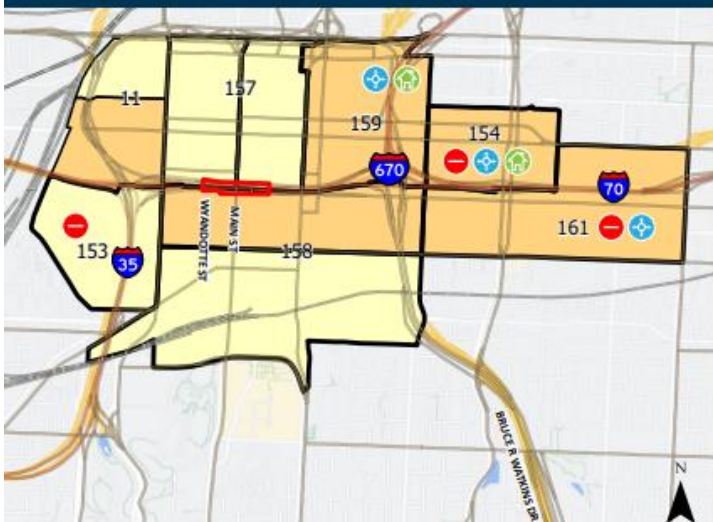 157
11
159
154
670
70
WYANDOTTE ST
MAIN ST
161
153
158
35
BRUCE R WATKINS DR
N